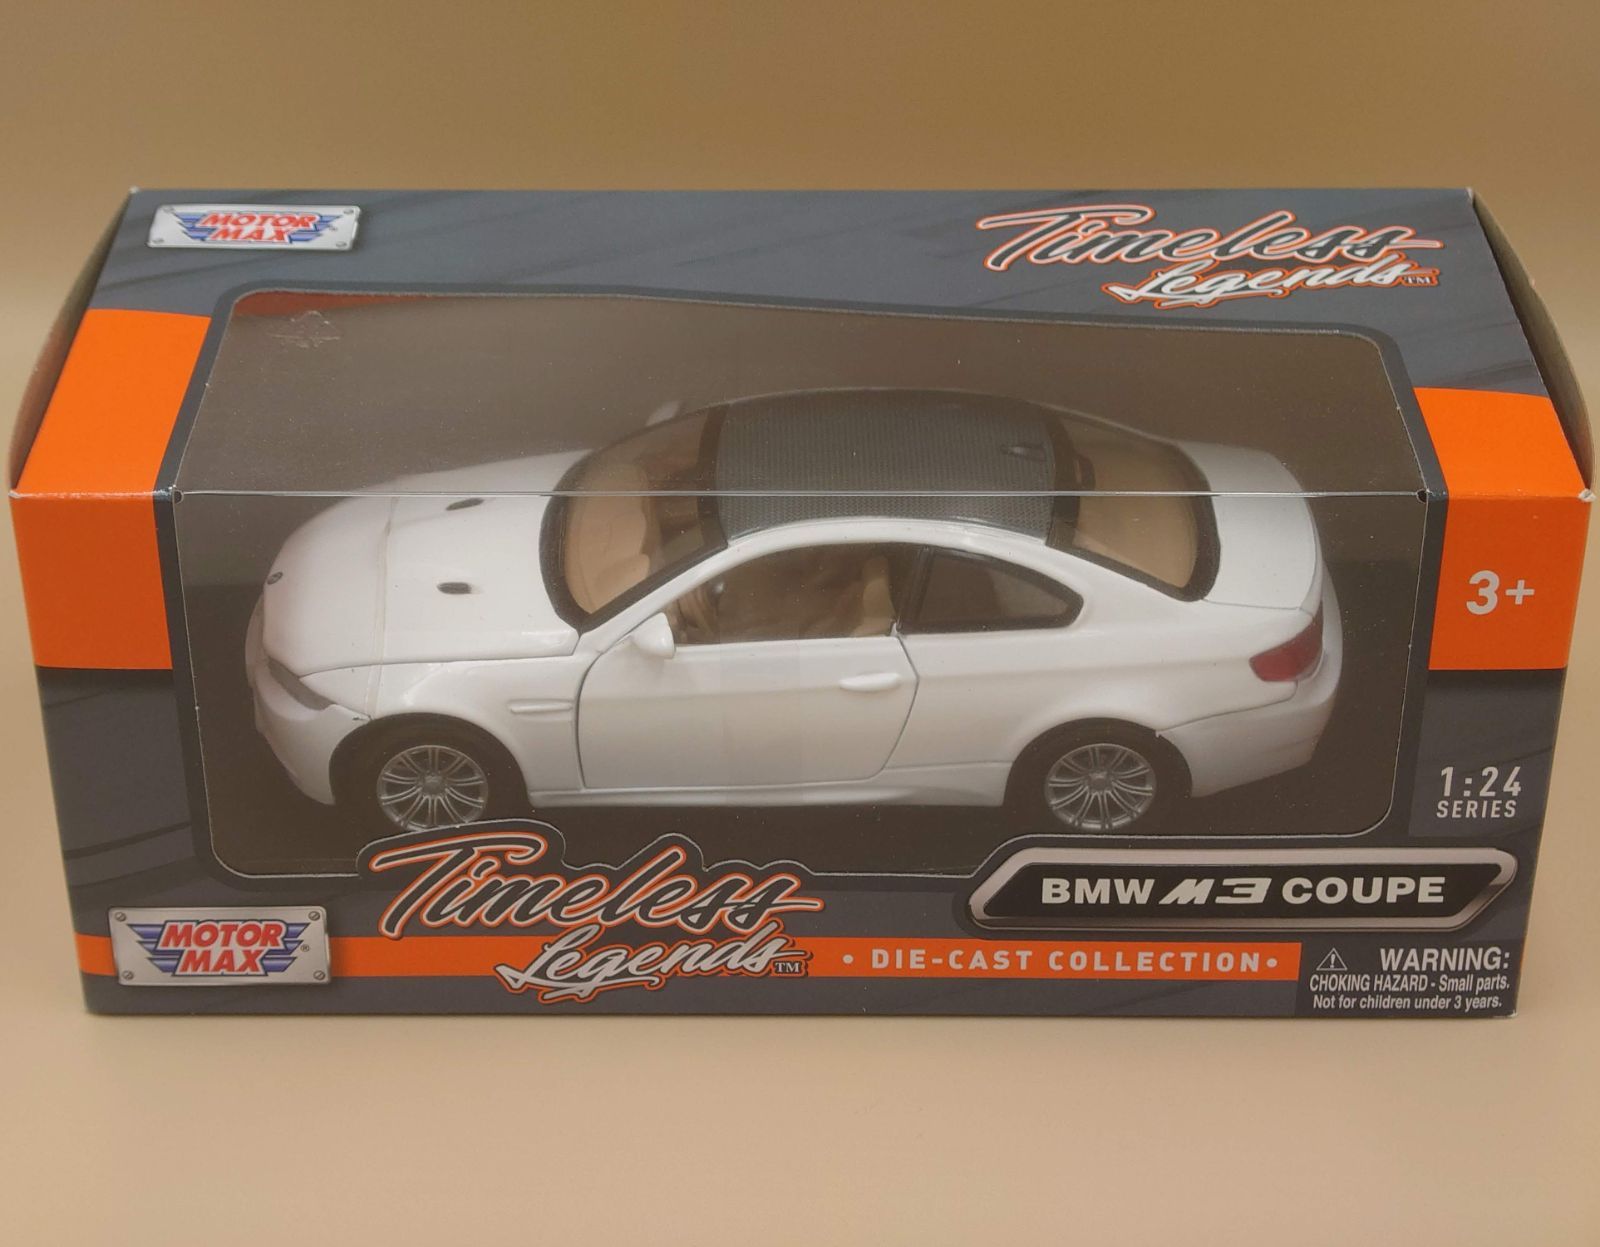 MOTOR
MAX
Timeless
Legends™
3+
1:24
SERIES
BMW M3 COUPE
Timeless
Legends™
MOTOR
MAX®
• DIE-CAST COLLECTION•
WARNING:
CHOKING HAZARD - Small parts.
Not for children under 3 years.